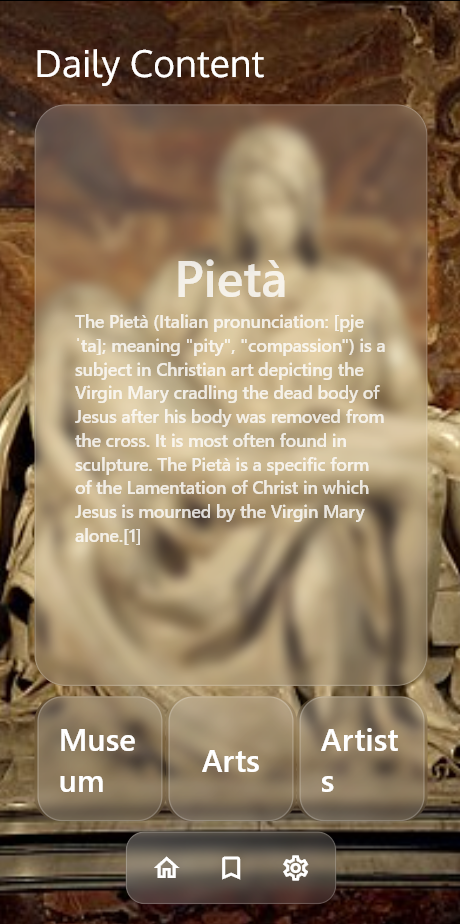 Daily Content
Pietà
The Pietà (Italian pronunciation: [pje
ˈta]; meaning "pity", "compassion") is a
subject in Christian art depicting the
Virgin Mary cradling the dead body of
Jesus after his body was removed from
the cross. It is most often found in
sculpture. The Pietà is a specific form
of the Lamentation of Christ in which
Jesus is mourned by the Virgin Mary
alone.[1]
Muse
um
Arts
Artist
s